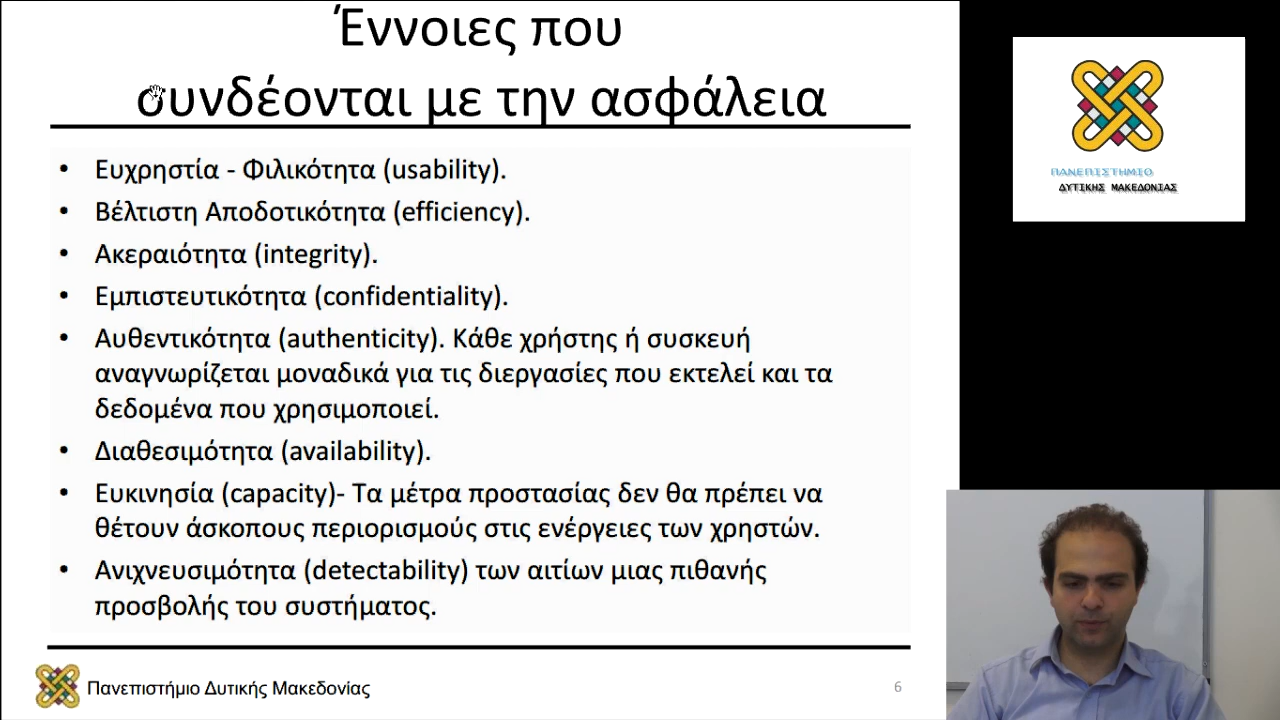 Έννοιες που
συνδέονται με την ασφάλεια
• Ευχρηστία - Φιλικότητα (usability).
• Βέλτιστη Αποδοτικότητα (efficiency).
• Ακεραιότητα (integrity).
• Εμπιστευτικότητα (confidentiality).
• Αυθεντικότητα (authenticity). Κάθε χρήστης ή συσκευή
αναγνωρίζεται μοναδικά για τις διεργασίες που εκτελεί και τα
δεδομένα που χρησιμοποιεί.
• Διαθεσιμότητα (availability).
• Ευκινησία (capacity)- Τα μέτρα προστασίας δεν θα πρέπει να
θέτουν άσκοπους περιορισμούς στις ενέργειες των χρηστών.
• Ανιχνευσιμότητα (detectability) των αιτίων μιας πιθανής
προσβολής του συστήματος.
Πανεπιστήμιο Δυτικής Μακεδονίας
6
ΠΑΝΕΠΙΣΤΗΜΙΟ
ΔΥΤΙΚΗΣ ΜΑΚΕΔΟΝΙΑΣ